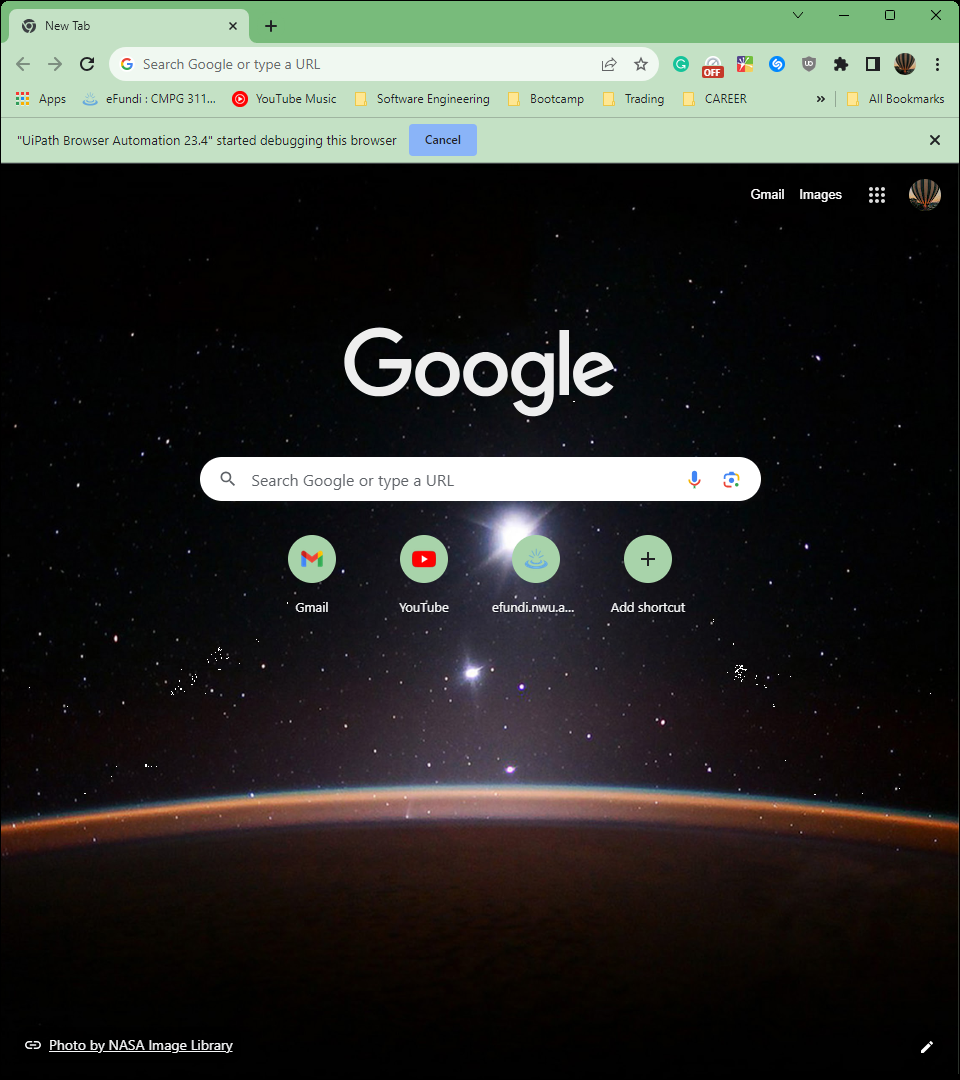 New Tab
Search Google or type a URL
OFF
Apps eFundi : CMPG 311... YouTube Music Software Engineering Bootcamp Trading CAREER » All Bookmarks
"UiPath Browser Automation 23.4" started debugging this browser Cancel
Gmail Images
Google
Search Google or type a URL
Gmail YouTube efundi.nwu.a... Add shortcut
Photo by NASA Image Library